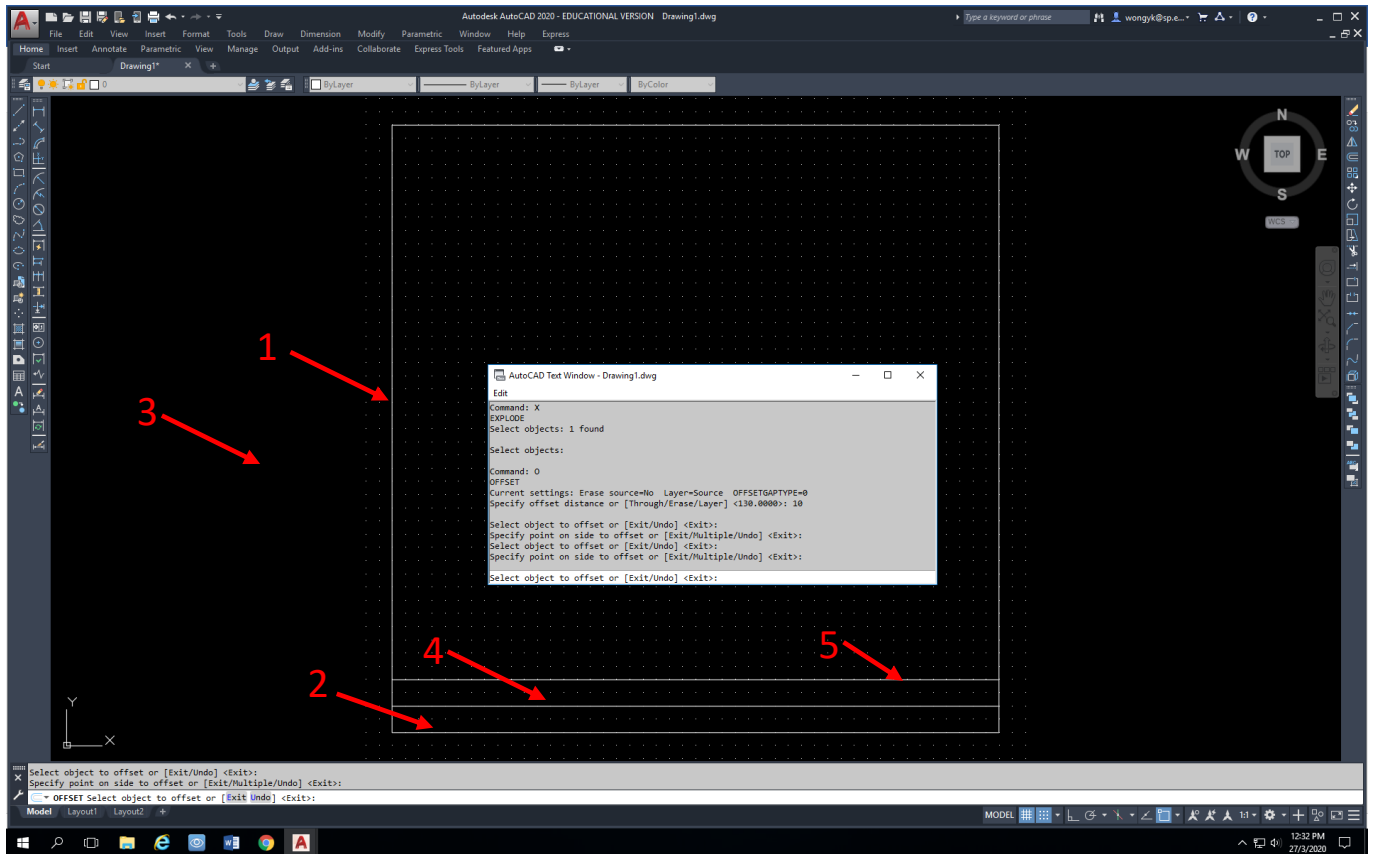 Autodesk AutoCAD 2020 - EDUCATIONAL VERSION Drawing1.dwg
Type a keyword or phrase
wongyk@sp.e...
File Edit View Insert Format Tools Draw Dimension Modify Parametric Window Help Express
Home Insert Annotate Parametric View Manage Output Add-ins Collaborate Express Tools Featured Apps
Start Drawing1*
0 ByLayer ByLayer ByLayer ByColor
N
W TOP E
S
WCS
1
3
AutoCAD Text Window - Drawing1.dwg
Edit
Command: X
EXPLODE
Select objects: 1 found
Select objects:
Command: O
OFFSET
Current settings: Erase source=No Layer=Source OFFSETGAPTYPE=0
Specify offset distance or [Through/Erase/Layer] <130.0000>: 10
Select object to offset or [Exit/Undo] <Exit>:
Specify point on side to offset or [Exit/Multiple/Undo] <Exit>:
Select object to offset or [Exit/Undo] <Exit>:
Specify point on side to offset or [Exit/Multiple/Undo] <Exit>:
Select object to offset or [Exit/Undo] <Exit>:
5
4
2
Y
X
Select object to offset or [Exit/Undo] <Exit>:
Specify point on side to offset or [Exit/Multiple/Undo] <Exit>:
OFFSET Select object to offset or [Exit Undo] <Exit>:
Model Layout1 Layout2 +
MODEL 1:1
12:32 PM
27/3/2020